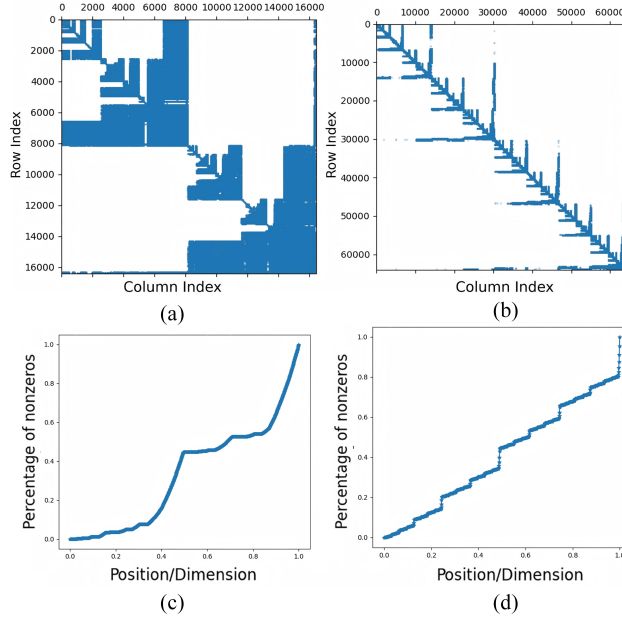 0 2000 4000 6000 8000 10000 12000 14000 16000
0
2000
4000
6000
8000
10000
12000
14000
16000
Row Index
Column Index
(a)
0 10000 20000 30000 40000 50000 60000
0
10000
20000
30000
40000
50000
60000
Row Index
Column Index
(b)
1.0
0.8
0.6
0.4
0.2
0.0
Percentage of nonzeros
0.0 0.2 0.4 0.6 0.8 1.0
Position/Dimension
(c)
1.0
0.8
0.6
0.4
0.2
0.0
Percentage of nonzeros
0.0 0.2 0.4 0.6 0.8 1.0
Position/Dimension
(d)